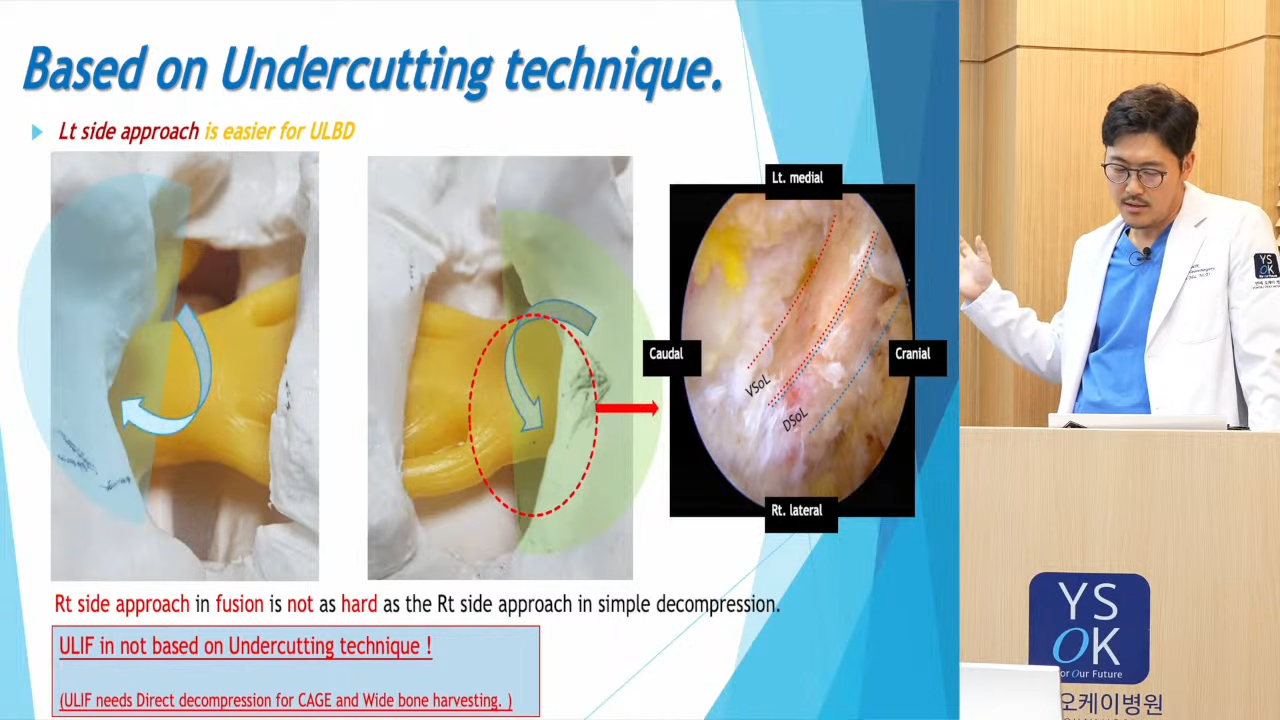 Based on Undercutting technique.
Lt side approach is easier for ULBD
Lt. medial
Caudal
Cranial
VSoL
DSoL
Rt. lateral
Rt side approach in fusion is not as hard as the Rt side approach in simple decompression.
ULIF in not based on Undercutting technique !
(ULIF needs Direct decompression for CAGE and Wide bone harvesting. )
YS
OK
YS
OK
or Our Future
오케이병원